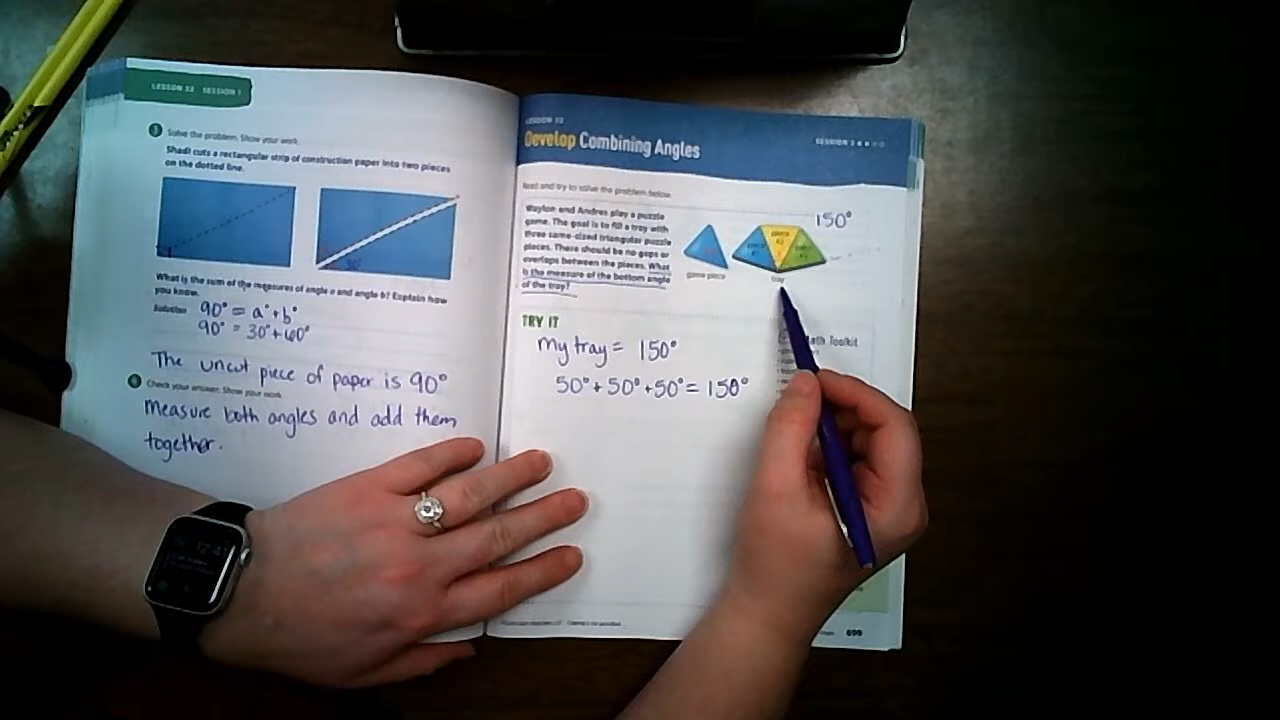 LESSON 32 SESSION 1
3 Solve the problem. Show your work.
Shadi cuts a rectangular strip of construction paper into two pieces
on the dotted line.
What is the sum of the measures of angle a and angle b? Explain how
you know.
Solution 90° = a° + b°
90° = 30° + 60°
The uncut piece of paper is 90°
4 Check your answer. Show your work.
Measure both angles and add them
together.
LESSON 32
Develop Combining Angles
SESSION 2
Read and try to solve the problem below.
Waylon and Andres play a puzzle
game. The goal is to fill a tray with
three same-sized triangular puzzle
pieces. There should be no gaps or
overlaps between the pieces. What
is the measure of the bottom angle
of the tray?
150°
game piece
tray
TRY IT
Math Toolkit
my tray = 150°
50° + 50° + 50° = 150°
699